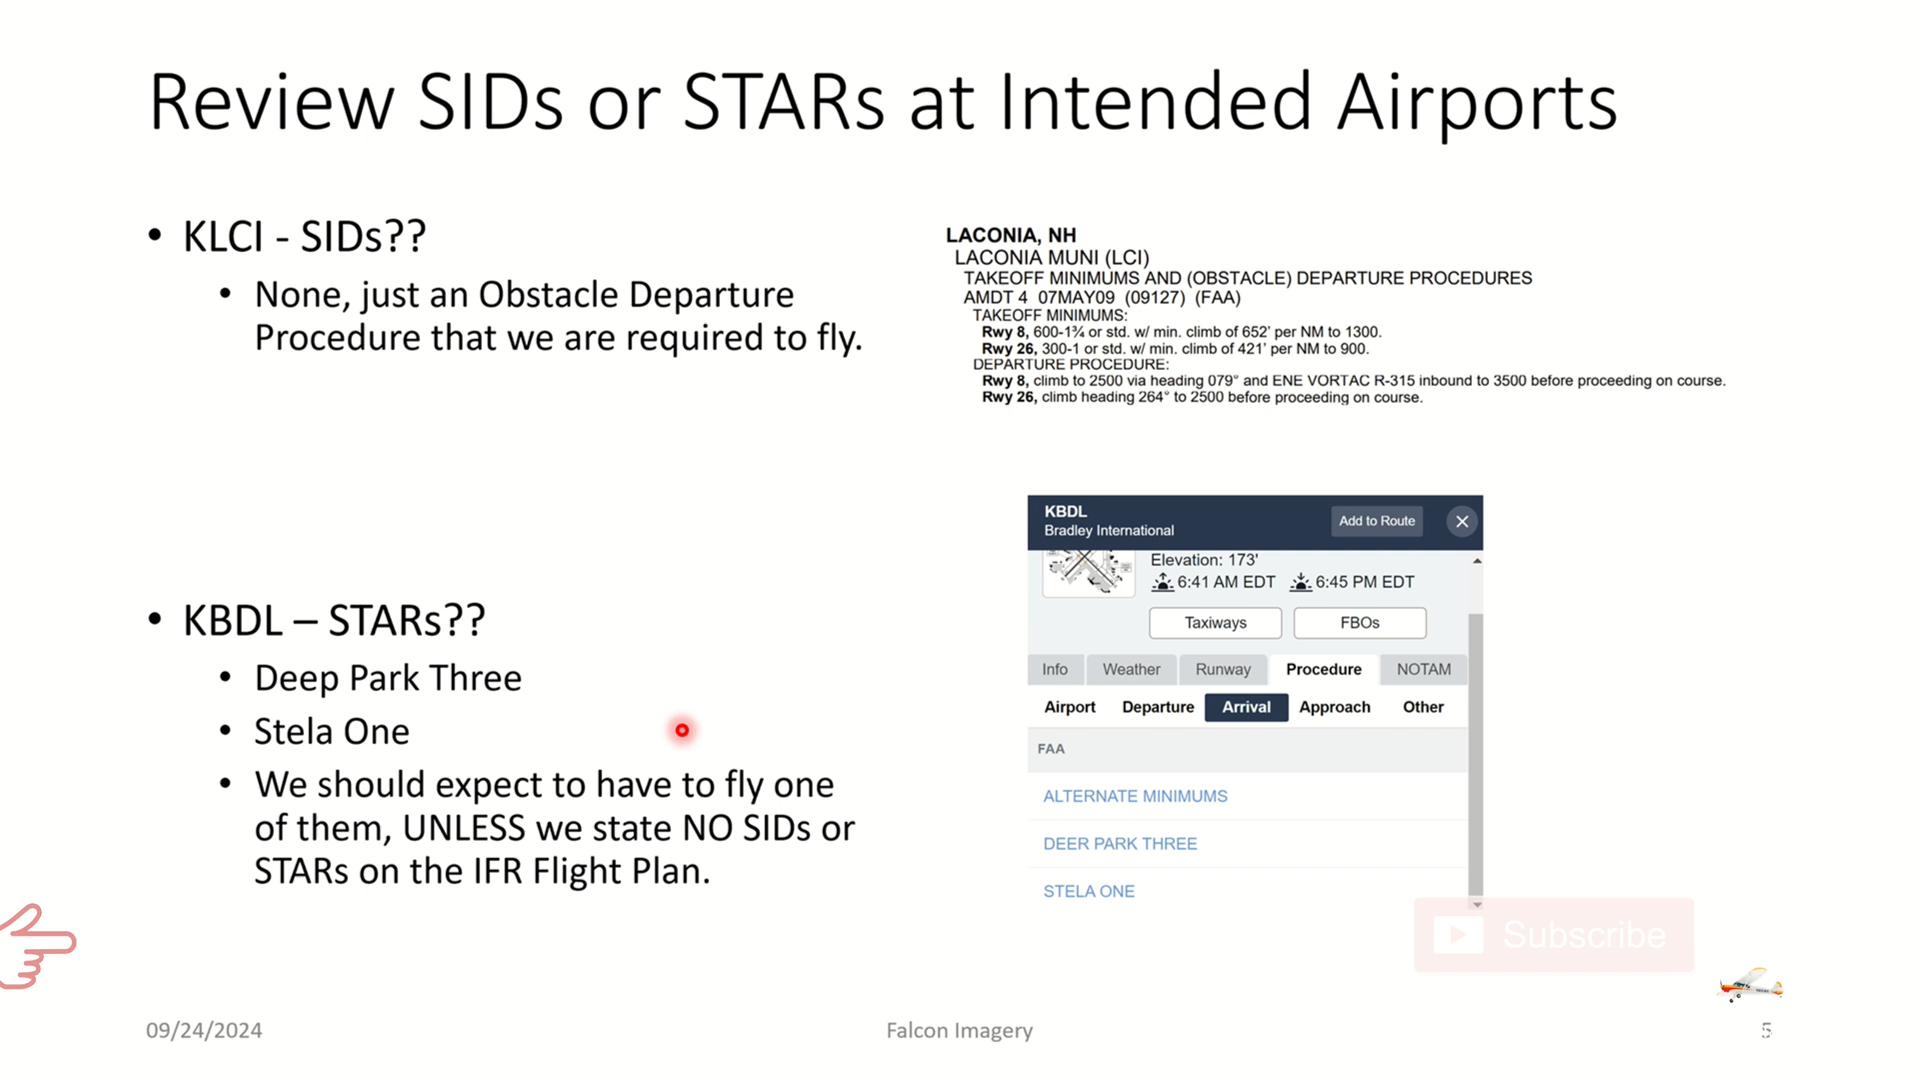 Review SIDs or STARs at Intended Airports
• KLCI - SIDs??
• None, just an Obstacle Departure
Procedure that we are required to fly.
LACONIA, NH
LACONIA MUNI (LCI)
TAKEOFF MINIMUMS AND (OBSTACLE) DEPARTURE PROCEDURES
AMDT 4 07MAY09 (09127) (FAA)
TAKEOFF MINIMUMS:
Rwy 8, 600-1¾ or std. w/ min. climb of 652' per NM to 1300.
Rwy 26, 300-1 or std. w/ min. climb of 421' per NM to 900.
DEPARTURE PROCEDURE:
Rwy 8, climb to 2500 via heading 079° and ENE VORTAC R-315 inbound to 3500 before proceeding on course.
Rwy 26, climb heading 264° to 2500 before proceeding on course.
• KBDL – STARs??
• Deep Park Three
• Stela One
• We should expect to have to fly one
of them, UNLESS we state NO SIDs or
STARs on the IFR Flight Plan.
KBDL
Bradley International
Add to Route
Elevation: 173'
6:41 AM EDT 6:45 PM EDT
Taxiways FBOs
Info Weather Runway Procedure NOTAM
Airport Departure Arrival Approach Other
FAA
ALTERNATE MINIMUMS
DEER PARK THREE
STELA ONE
Subscribe
09/24/2024 Falcon Imagery 5